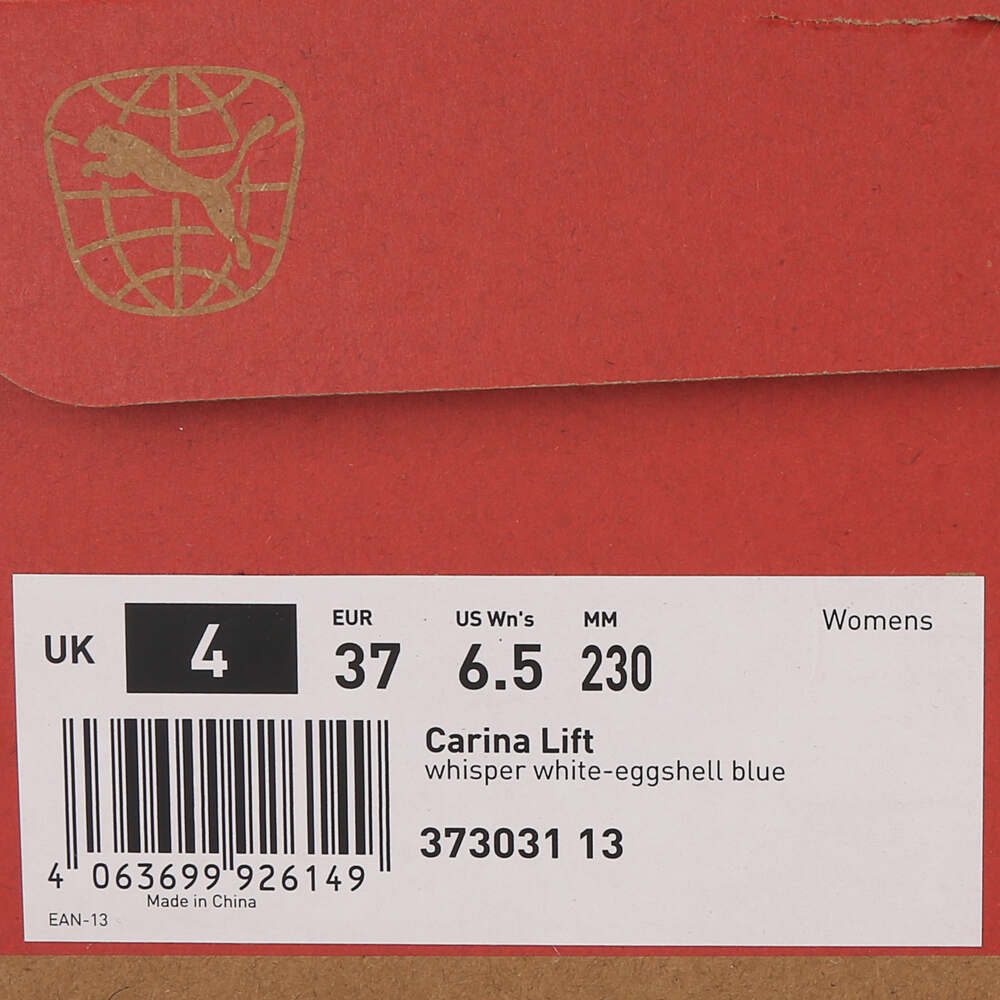 UK 4
EUR 37
US Wn's 6.5
MM 230
Womens
Carina Lift
whisper white-eggshell blue
373031 13
4 063699 926149
Made in China
EAN-13